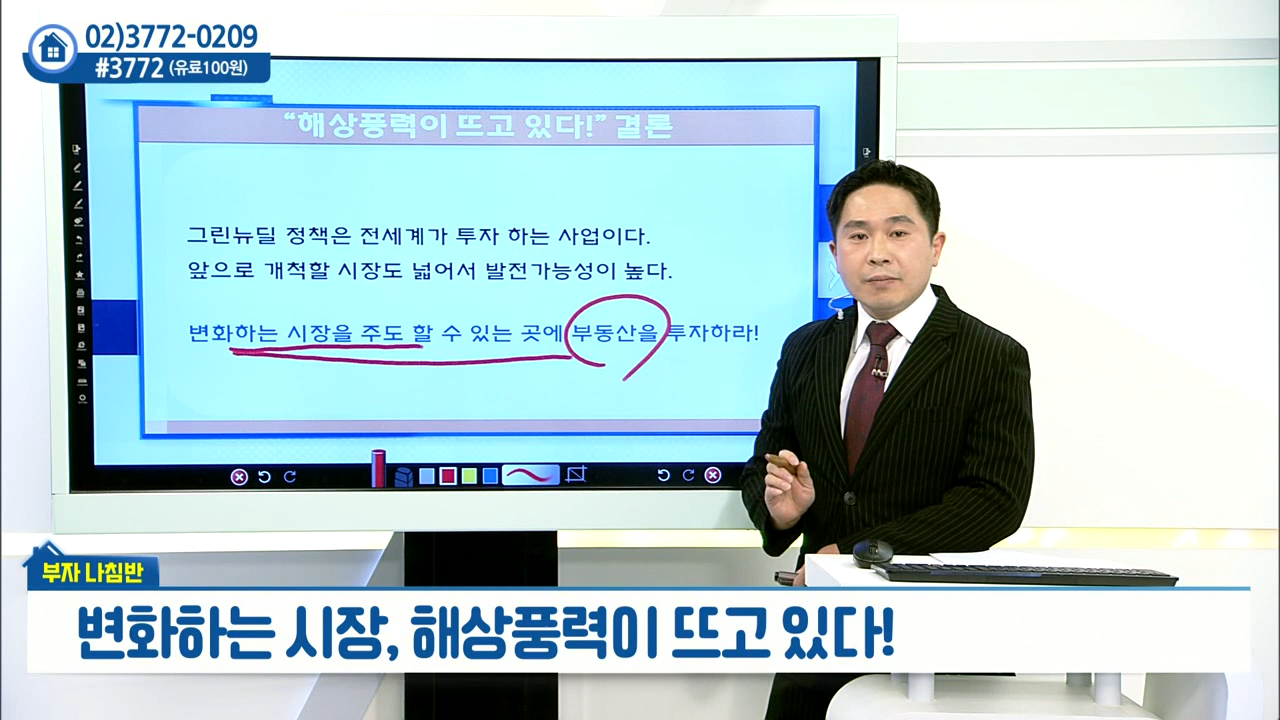 02)3772-0209
#3772 (유료100원)
“해상풍력이 뜨고 있다!” 결론
그린뉴딜 정책은 전세계가 투자 하는 사업이다.
앞으로 개척할 시장도 넓어서 발전가능성이 높다.
변화하는 시장을 주도 할 수 있는 곳에 부동산을 투자하라!
부자 나침반
변화하는 시장, 해상풍력이 뜨고 있다!